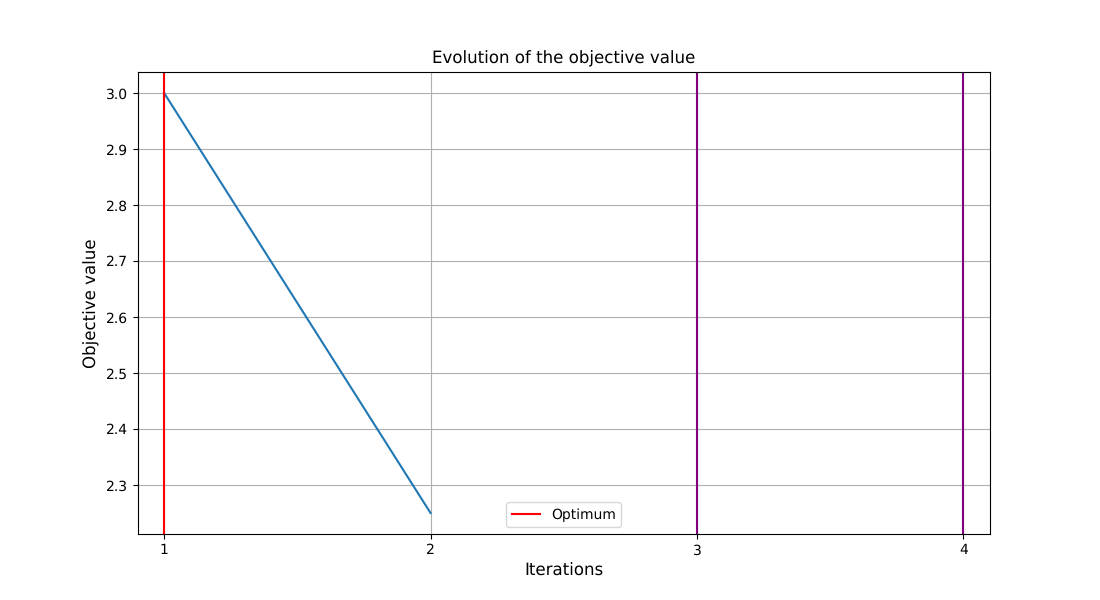 Evolution of the objective value
3.0
2.9
2.8
2.7
2.6
2.5
2.4
2.3
Objective value
Optimum
1 2 3 4
Iterations